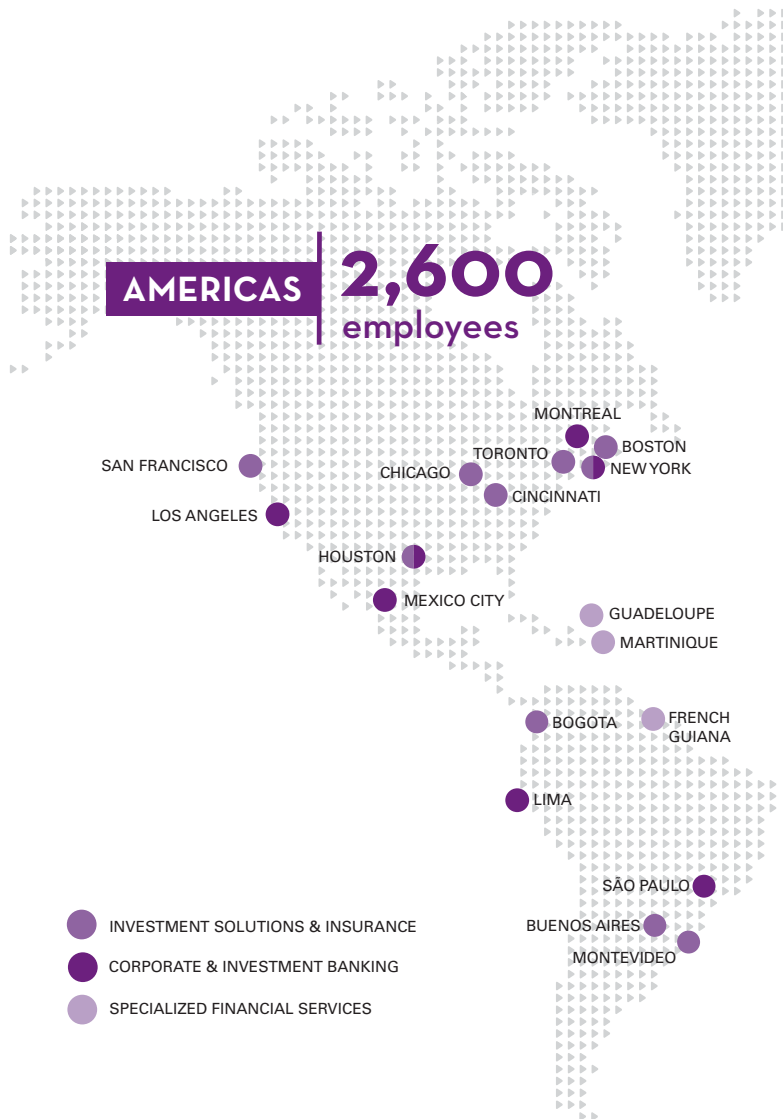 AMERICAS
2,600
employees
MONTREAL
BOSTON
TORONTO
NEW YORK
SAN FRANCISCO
CHICAGO
CINCINNATI
LOS ANGELES
HOUSTON
MEXICO CITY
GUADELOUPE
MARTINIQUE
BOGOTA
FRENCH
GUIANA
LIMA
SÃO PAULO
BUENOS AIRES
MONTEVIDEO
INVESTMENT SOLUTIONS & INSURANCE
CORPORATE & INVESTMENT BANKING
SPECIALIZED FINANCIAL SERVICES